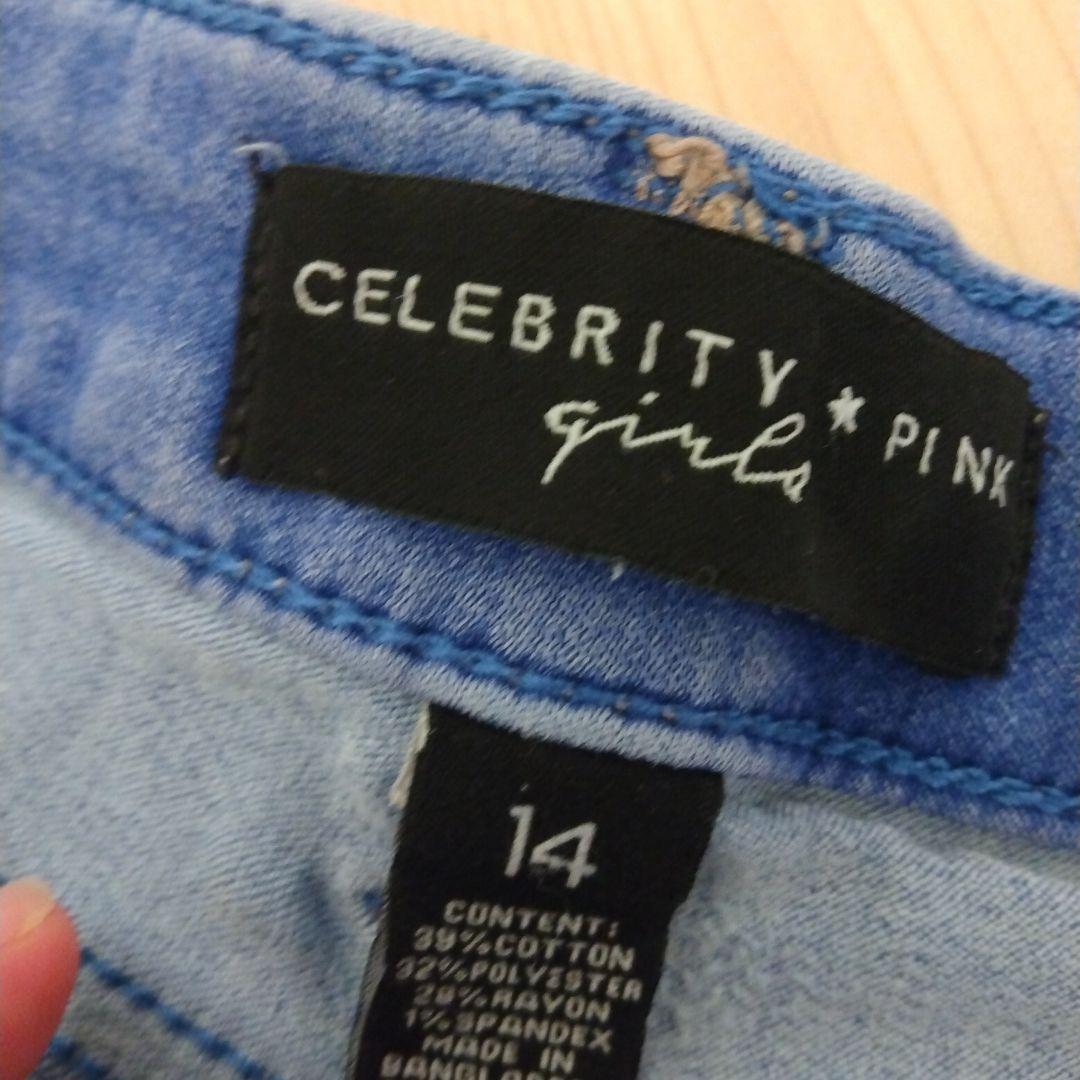 CELEBRITY ★ PINK
girls
14
CONTENT:
39% COTTON
32% POLYESTER
28% RAYON
1% SPANDEX
MADE IN